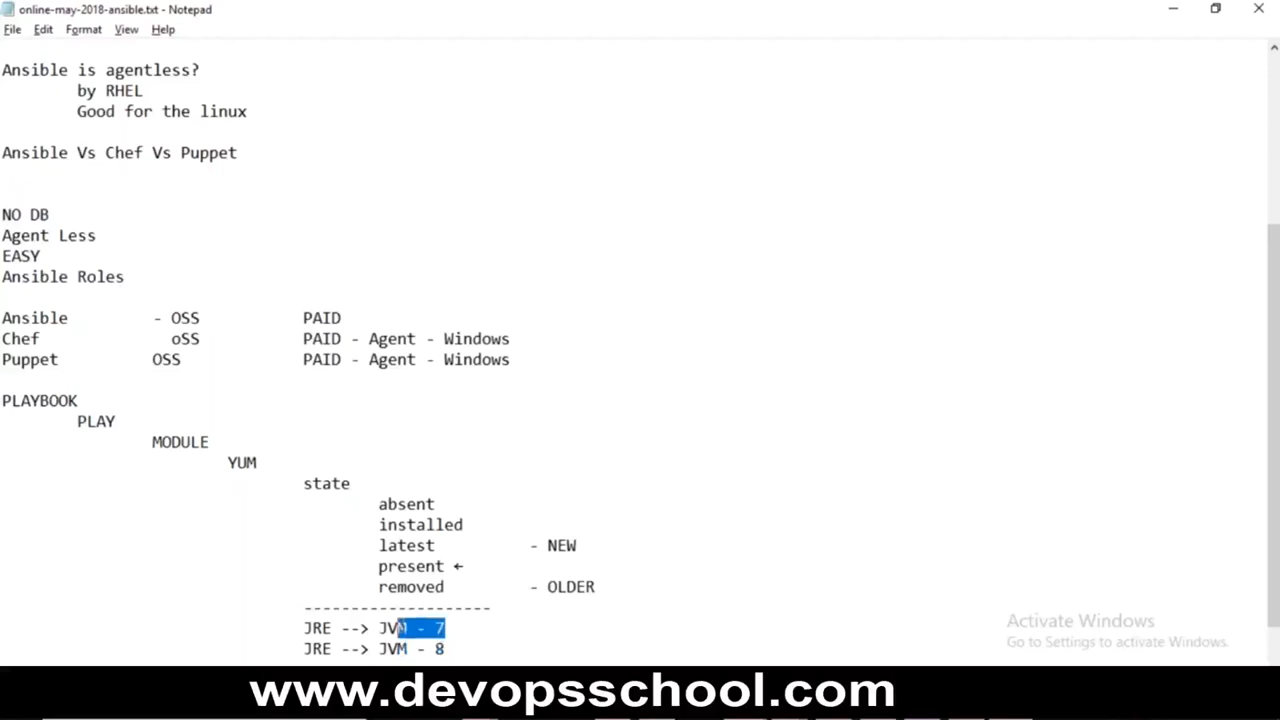 online-may-2018-ansible.txt - Notepad
File Edit Format View Help
Ansible is agentless?
by RHEL
Good for the linux
Ansible Vs Chef Vs Puppet
NO DB
Agent Less
EASY
Ansible Roles
Ansible - OSS PAID
Chef oSS PAID - Agent - Windows
Puppet OSS PAID - Agent - Windows
PLAYBOOK
PLAY
MODULE
YUM
state
absent
installed
latest - NEW
present ←
removed - OLDER
--------------------
JRE --> JVM - 7
JRE --> JVM - 8
Activate Windows
Go to Settings to activate Windows.
www.devopsschool.com